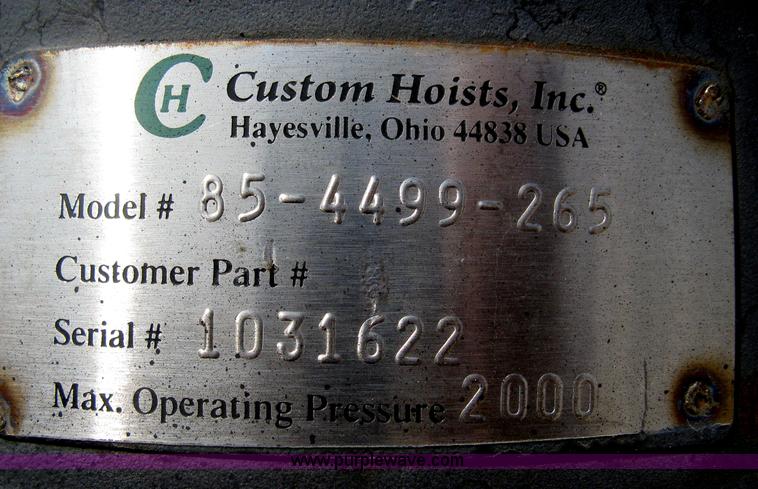 CH Custom Hoists, Inc.®
Hayesville, Ohio 44838 USA
Model # 85-4499-265
Customer Part #
Serial # 1031622
Max. Operating Pressure 2000
www.purplewave.com